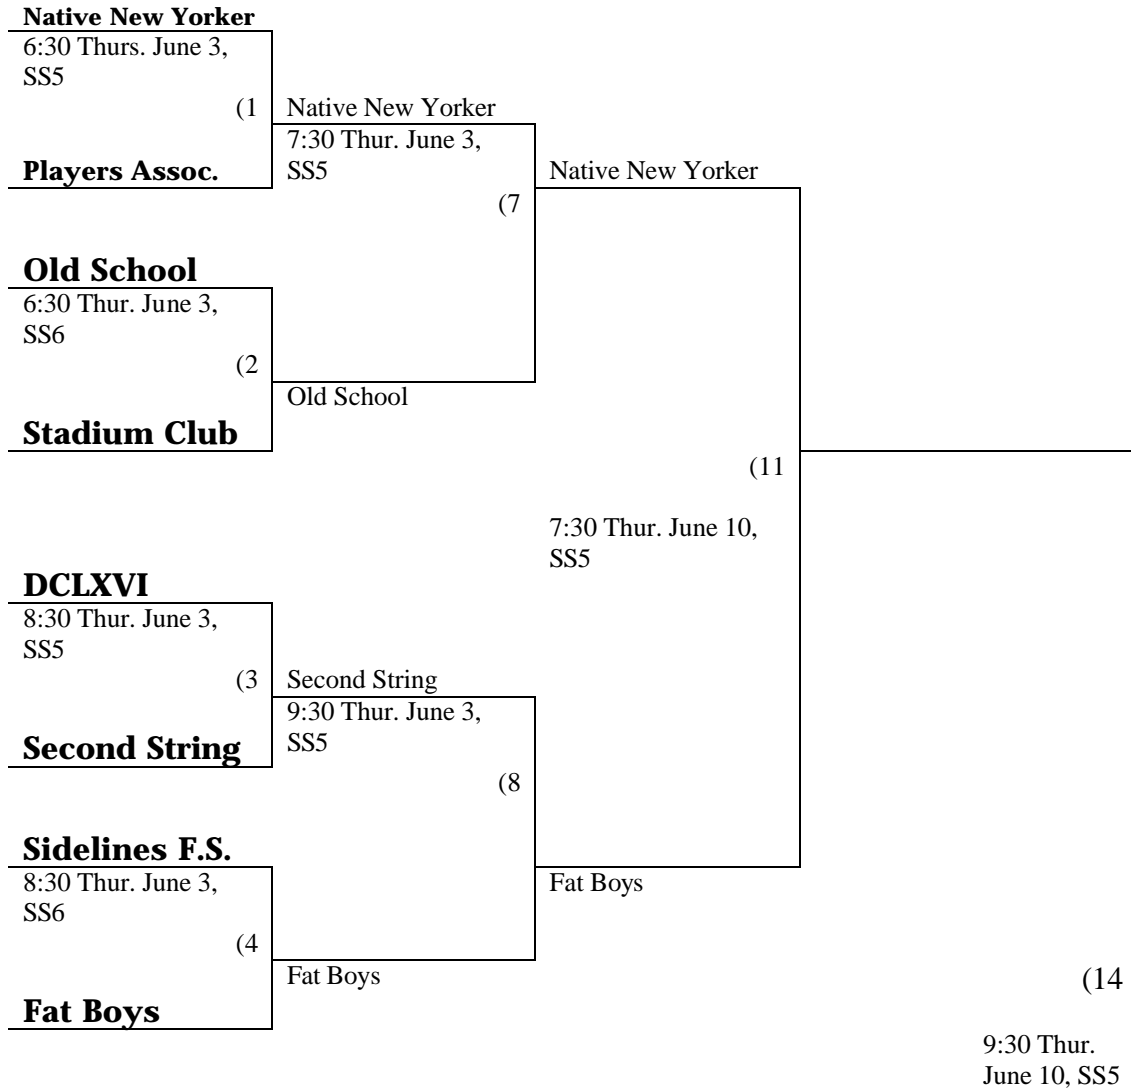 Native New Yorker
6:30 Thurs. June 3,
SS5
(1
Native New Yorker
7:30 Thur. June 3,
SS5
Players Assoc.
Native New Yorker
(7
Old School
6:30 Thur. June 3,
SS6
(2
Old School
Stadium Club
(11
7:30 Thur. June 10,
SS5
DCLXVI
8:30 Thur. June 3,
SS5
(3
Second String
9:30 Thur. June 3,
SS5
Second String
(8
Sidelines F.S.
8:30 Thur. June 3,
SS6
Fat Boys
(4
Fat Boys
(14
Fat Boys
9:30 Thur.
June 10, SS5